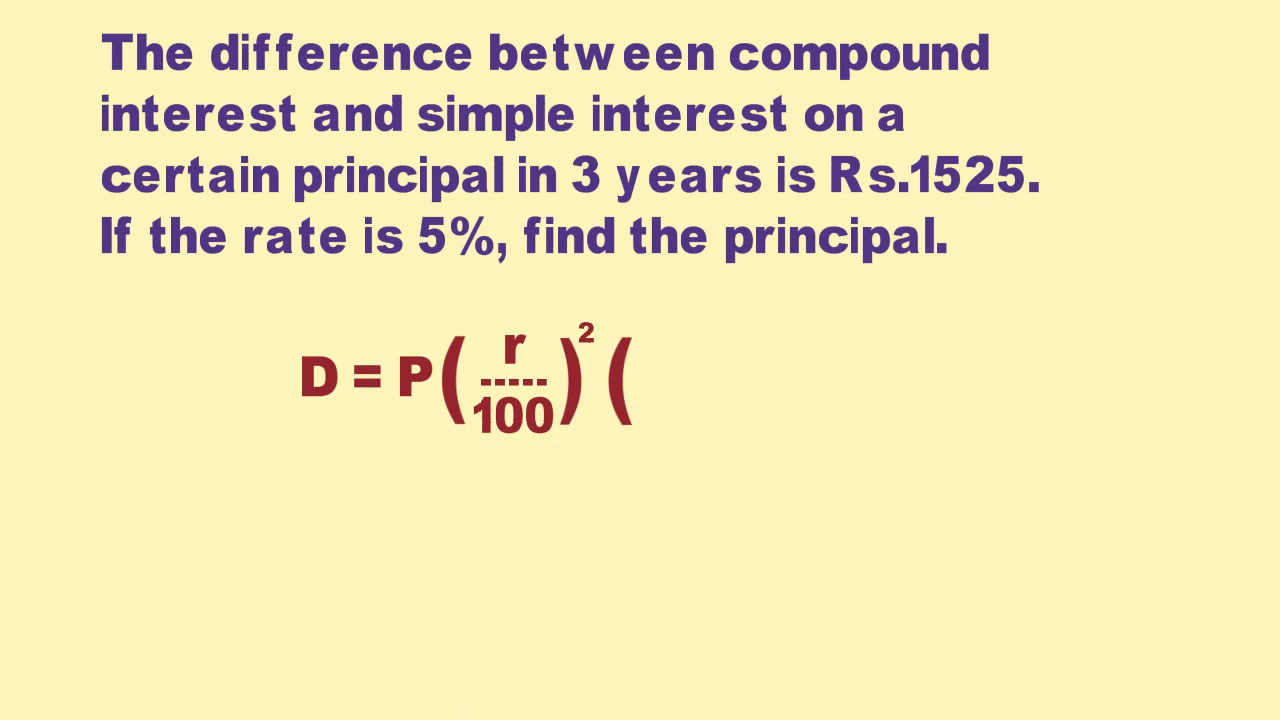 The difference between compound
interest and simple interest on a
certain principal in 3 years is Rs.1525.
If the rate is 5%, find the principal.
D = P(r/100)² (